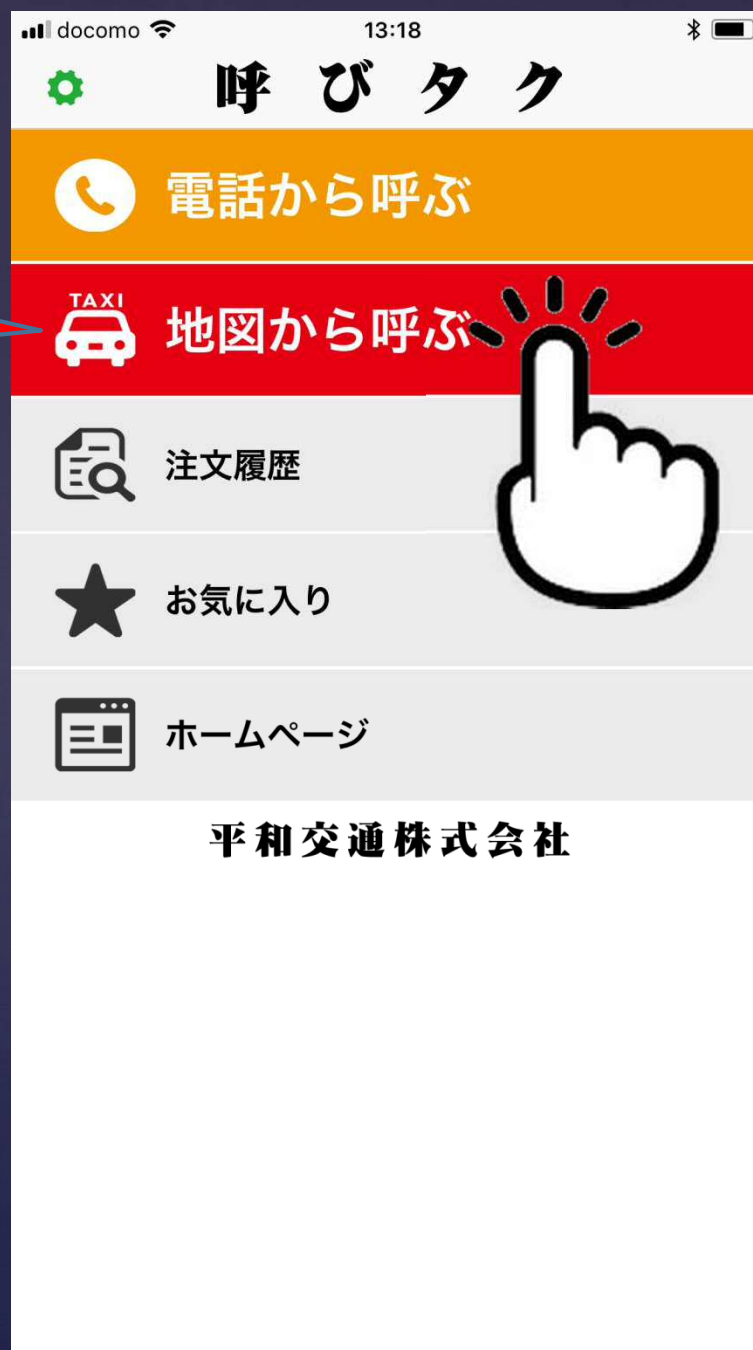 docomo 13:18
呼びタク
電話から呼ぶ
TAXI
地図から呼ぶ
注文履歴
お気に入り
ホームページ
平和交通株式会社